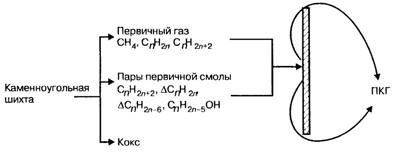 Первичный газ
CH₄, CₙH₂ₙ, CₙH₂ₙ₊₂
Каменноугольная
шихта
Пары первичной смолы
CₙH₂ₙ₊₂, ΔCₙH₂ₙ,
ΔCₙH₂ₙ₋₆, CₙH₂ₙ₋₅OH
Кокс
ПКГ